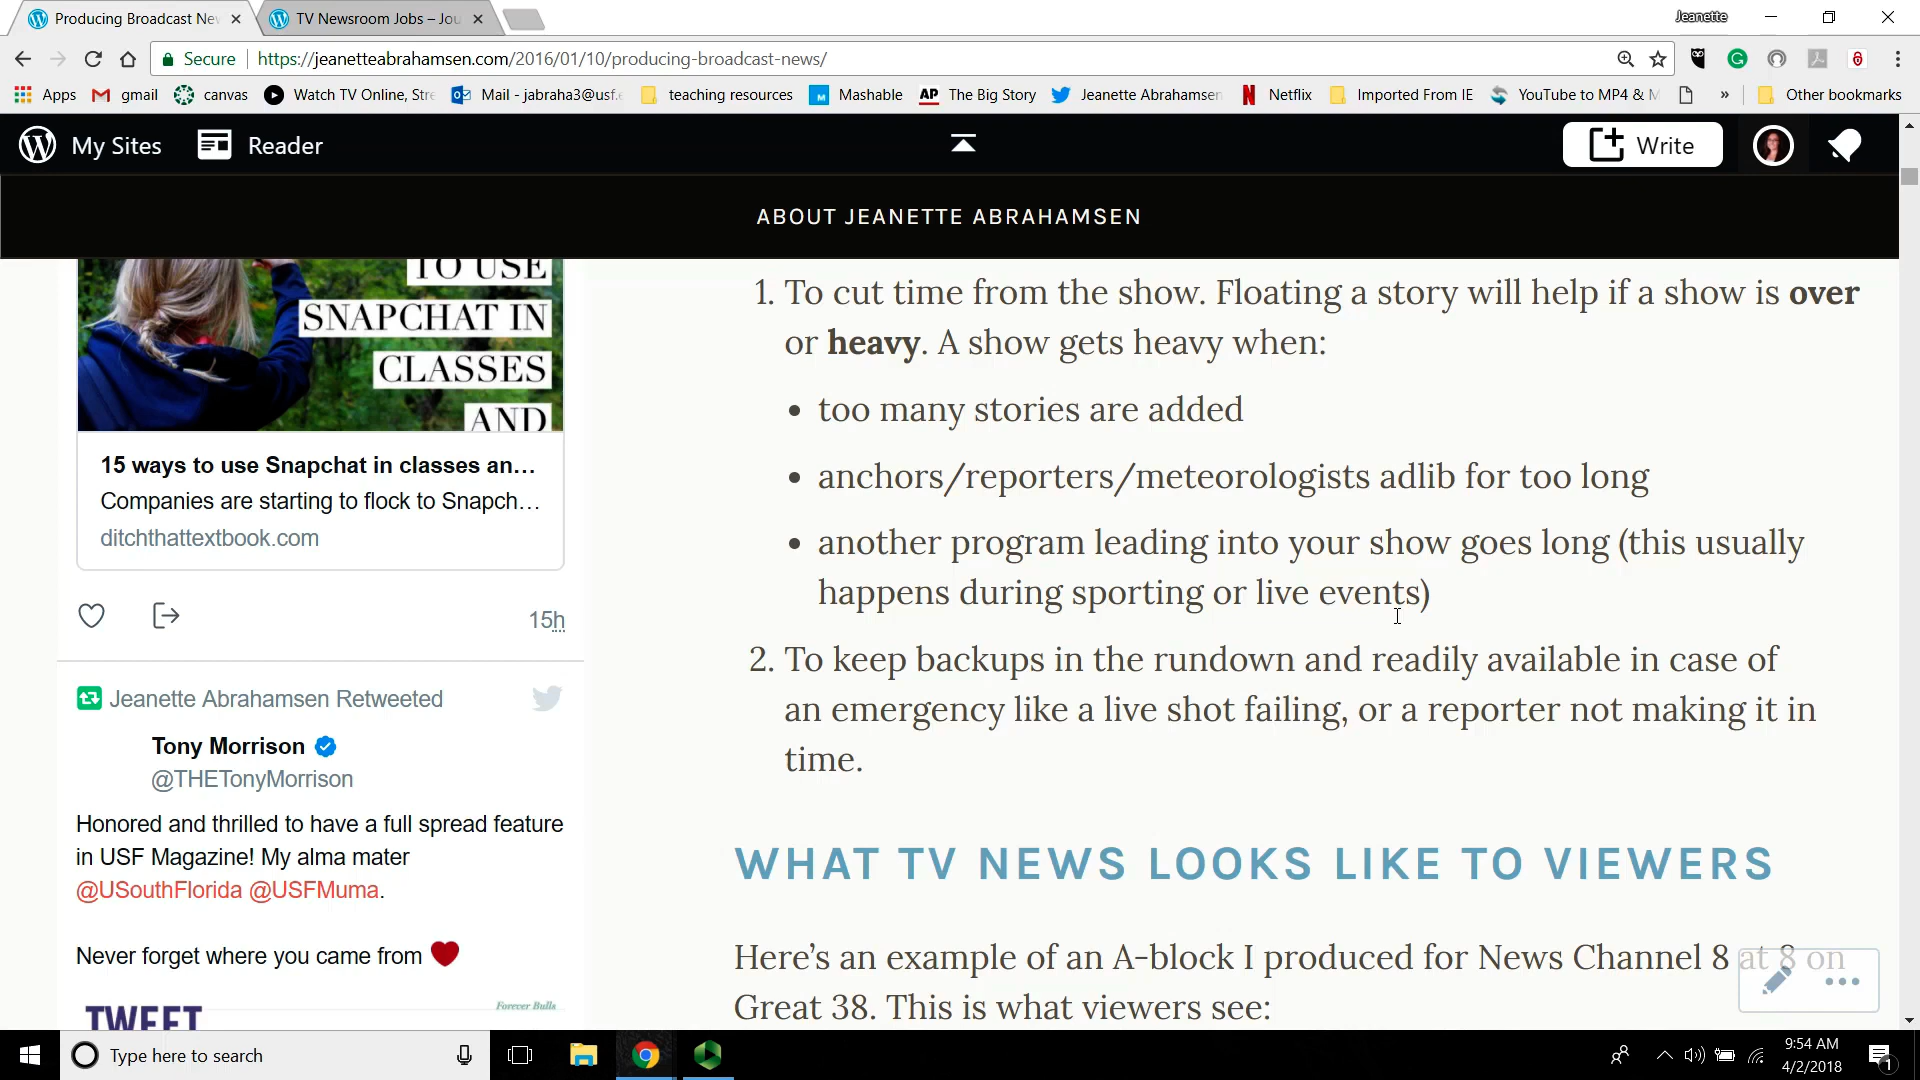 Producing Broadcast Ne
TV Newsroom Jobs – Jou
Jeanette
Secure
https://jeanetteabrahamsen.com/2016/01/10/producing-broadcast-news/
Apps
gmail
canvas
Watch TV Online, Stre
Mail - jabraha3@usf.e
teaching resources
Mashable
AP
The Big Story
Jeanette Abrahamsen
Netflix
Imported From IE
YouTube to MP4 & M
»
Other bookmarks
My Sites
Reader
Write
ABOUT JEANETTE ABRAHAMSEN
TO USE
SNAPCHAT IN
CLASSES
AND
15 ways to use Snapchat in classes an…
Companies are starting to flock to Snapch…
ditchthattextbook.com
15h
Jeanette Abrahamsen Retweeted
Tony Morrison
@THETonyMorrison
Honored and thrilled to have a full spread feature
in USF Magazine! My alma mater
@USouthFlorida @USFMuma.
Never forget where you came from
TWEET
Forever Bulls
1. To cut time from the show. Floating a story will help if a show is over
or heavy. A show gets heavy when:
• too many stories are added
• anchors/reporters/meteorologists adlib for too long
• another program leading into your show goes long (this usually
happens during sporting or live events)
2. To keep backups in the rundown and readily available in case of
an emergency like a live shot failing, or a reporter not making it in
time.
WHAT TV NEWS LOOKS LIKE TO VIEWERS
Here’s an example of an A-block I produced for News Channel 8 at 8 on
Great 38. This is what viewers see:
Type here to search
9:54 AM
4/2/2018
1